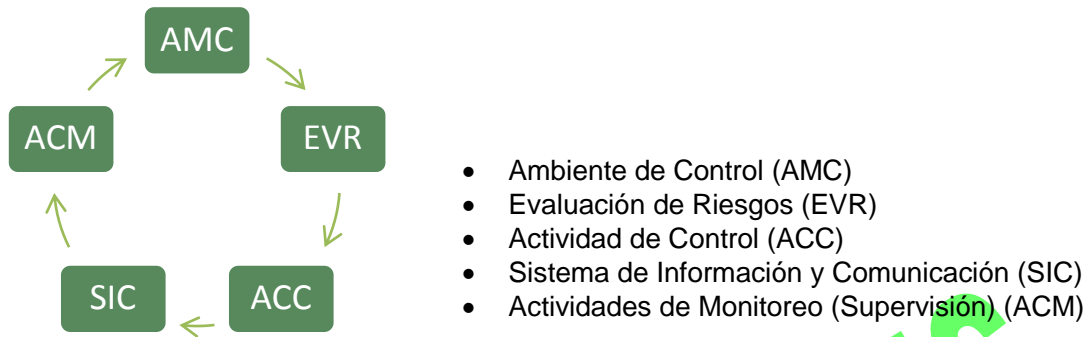 AMC
ACM
EVR
SIC
ACC
• Ambiente de Control (AMC)
• Evaluación de Riesgos (EVR)
• Actividad de Control (ACC)
• Sistema de Información y Comunicación (SIC)
• Actividades de Monitoreo (Supervisión) (ACM)